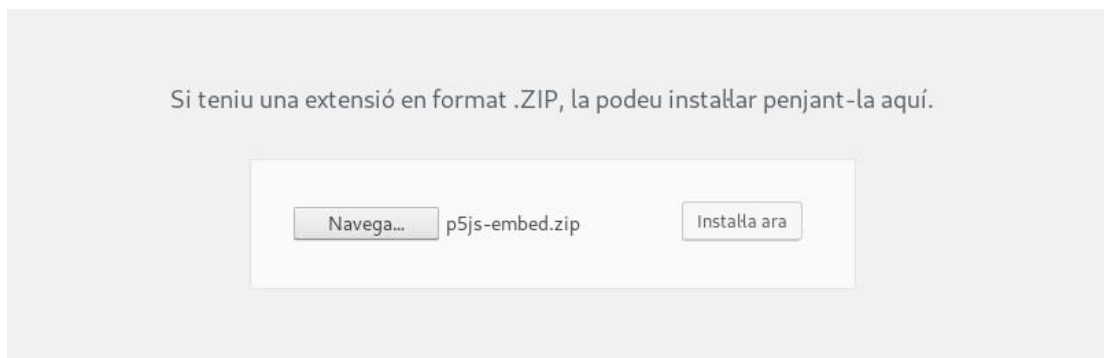 Si teniu una extensió en format .ZIP, la podeu instal·lar penjant-la aquí.
Navega... p5js-embed.zip Instal·la ara